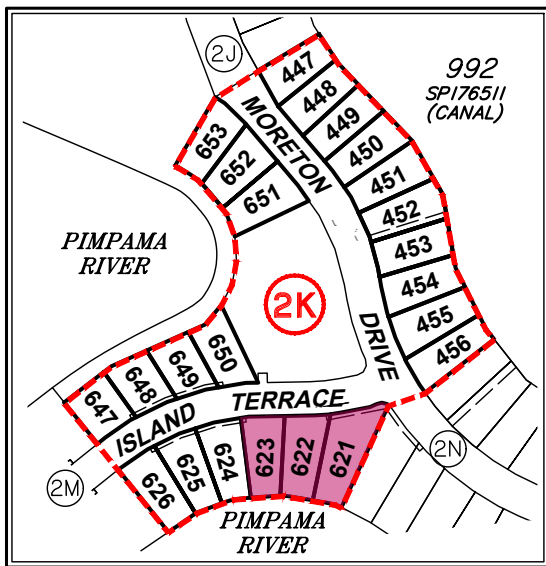 2J
447
992
SP176511
(CANAL)
448
449
450
451
452
453
454
455
456
653
652
651
MORETON
DRIVE
PIMPAMA
RIVER
2K
650
649
648
647
ISLAND TERRACE
623
622
621
624
625
626
2M
2N
PIMPAMA
RIVER